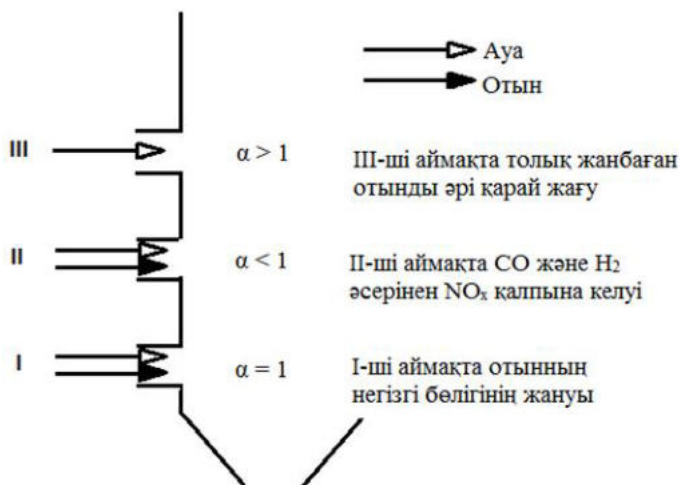 Ауа
Отын
III
α > 1
III-ші аймақта толық жанбаған
отынды әрі қарай жағу
II
α < 1
II-ші аймақта CO және H₂
әсерінен NOₓ қалпына келуі
I
α = 1
I-ші аймақта отынның
негізгі бөлігінің жануы